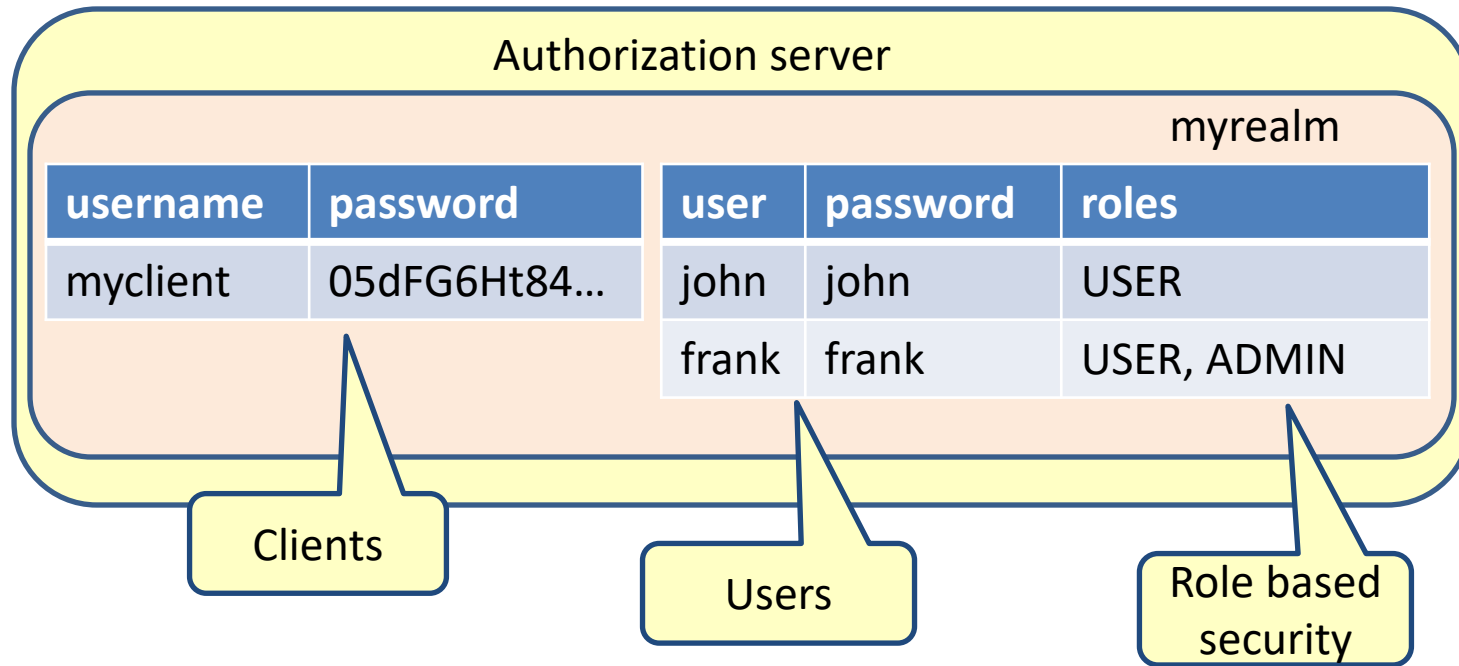 Authorization server
myrealm
username password
myclient 05dFG6Ht84...
user password roles
john john USER
frank frank USER, ADMIN
Clients
Users
Role based
security